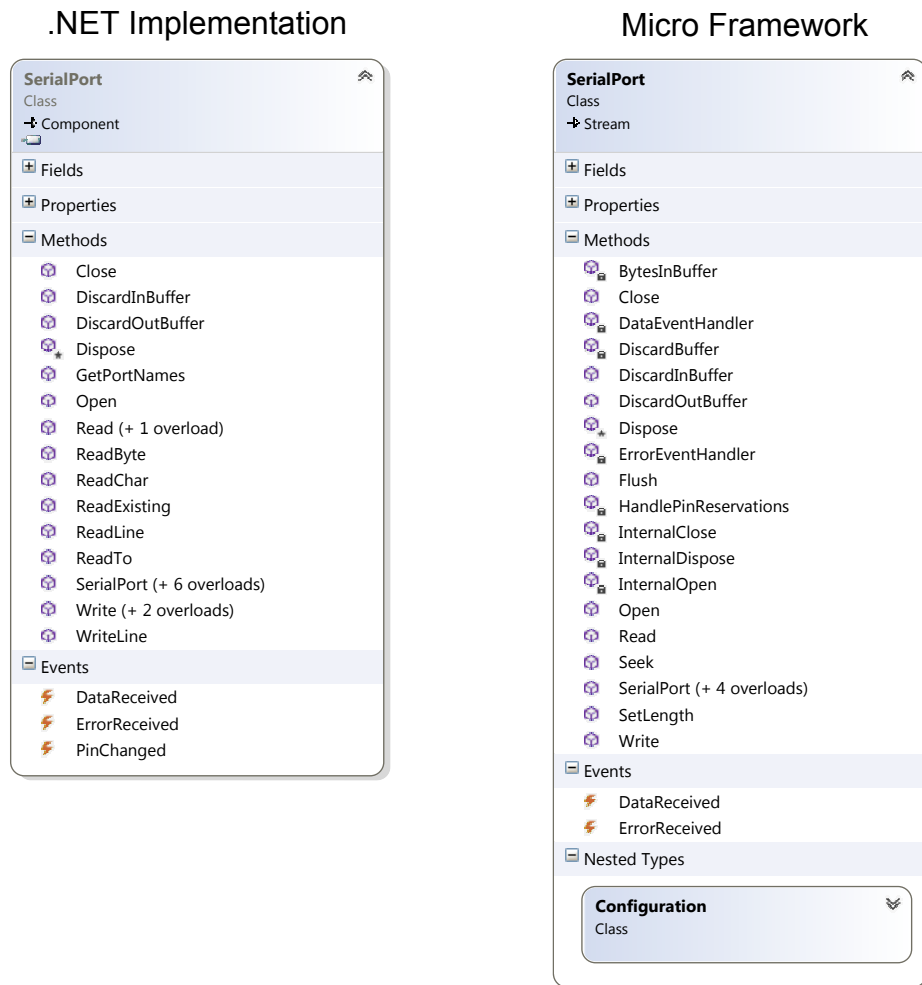 .NET Implementation
SerialPort
Class
Component
Fields
Properties
Methods
Close
DiscardInBuffer
DiscardOutBuffer
Dispose
GetPortNames
Open
Read (+ 1 overload)
ReadByte
ReadChar
ReadExisting
ReadLine
ReadTo
SerialPort (+ 6 overloads)
Write (+ 2 overloads)
WriteLine
Events
DataReceived
ErrorReceived
PinChanged
Micro Framework
SerialPort
Class
Stream
Fields
Properties
Methods
BytesInBuffer
Close
DataEventHandler
DiscardBuffer
DiscardInBuffer
DiscardOutBuffer
Dispose
ErrorEventHandler
Flush
HandlePinReservations
InternalClose
InternalDispose
InternalOpen
Open
Read
Seek
SerialPort (+ 4 overloads)
SetLength
Write
Events
DataReceived
ErrorReceived
Nested Types
Configuration
Class